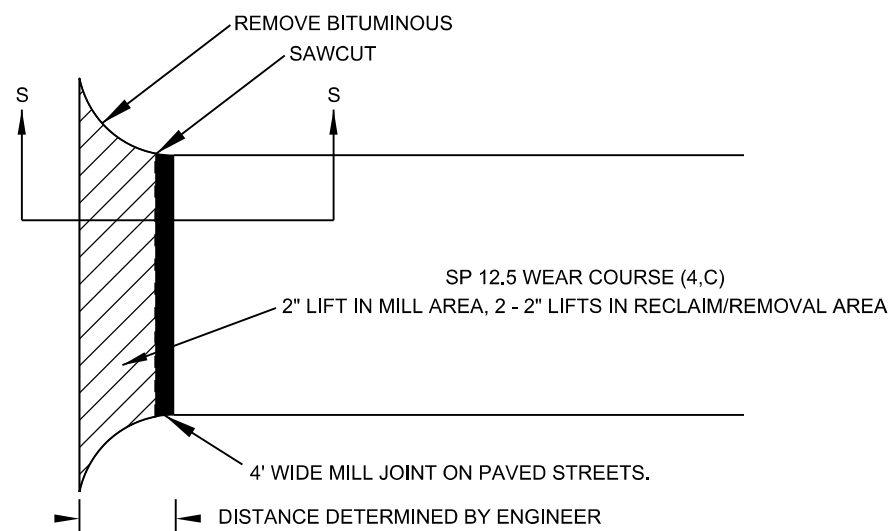 REMOVE BITUMINOUS
SAWCUT
S S
SP 12.5 WEAR COURSE (4,C)
2" LIFT IN MILL AREA, 2 - 2" LIFTS IN RECLAIM/REMOVAL AREA
4' WIDE MILL JOINT ON PAVED STREETS.
DISTANCE DETERMINED BY ENGINEER